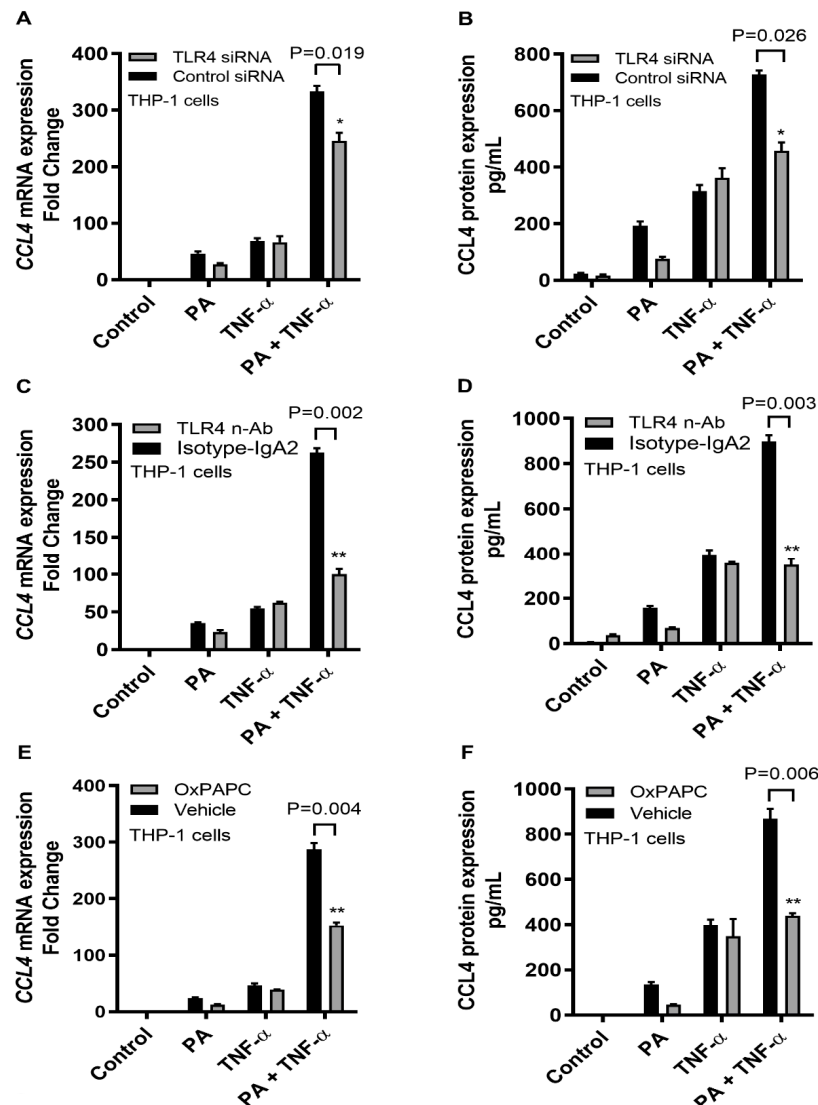 A
CCL4 mRNA expression
Fold Change
400
300
200
100
0
TLR4 siRNA
Control siRNA
THP-1 cells
P=0.019
*
Control
PA
TNF-α
PA + TNF-α
B
CCL4 protein expression
pg/mL
800
600
400
200
0
TLR4 siRNA
Control siRNA
THP-1 cells
P=0.026
*
Control
PA
TNF-α
PA + TNF-α
C
CCL4 mRNA expression
Fold Change
300
250
200
150
100
50
0
TLR4 n-Ab
Isotype-IgA2
THP-1 cells
P=0.002
**
Control
PA
TNF-α
PA + TNF-α
D
CCL4 protein expression
pg/mL
1000
800
600
400
200
0
TLR4 n-Ab
Isotype-IgA2
THP-1 cells
P=0.003
**
Control
PA
TNF-α
PA + TNF-α
E
CCL4 mRNA expression
Fold Change
400
300
200
100
0
OxPAPC
Vehicle
THP-1 cells
P=0.004
**
Control
PA
TNF-α
PA + TNF-α
F
CCL4 protein expression
pg/mL
1000
800
600
400
200
0
OxPAPC
Vehicle
THP-1 cells
P=0.006
**
Control
PA
TNF-α
PA + TNF-α